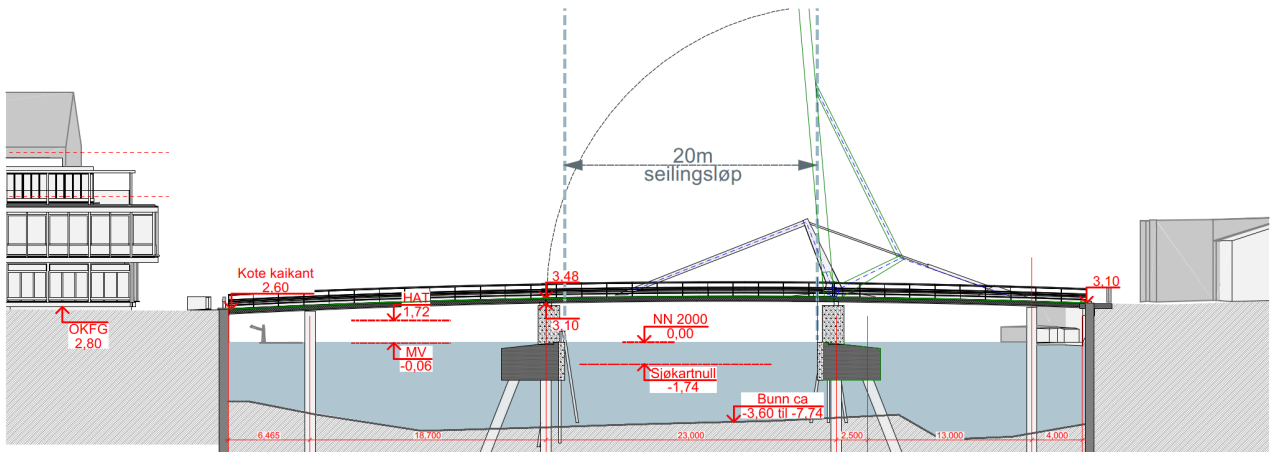 20m
seilingsløp
Kote kaikant
2.60
HAT
1,72
3.48
3.10
3,10
NN 2000
0,00
OKFG
2,80
MV
-0,06
Sjøkartnull
-1,74
Bunn ca
-3,60 til -7,74
6,465
18,700
23,000
2,500
13,000
4,000